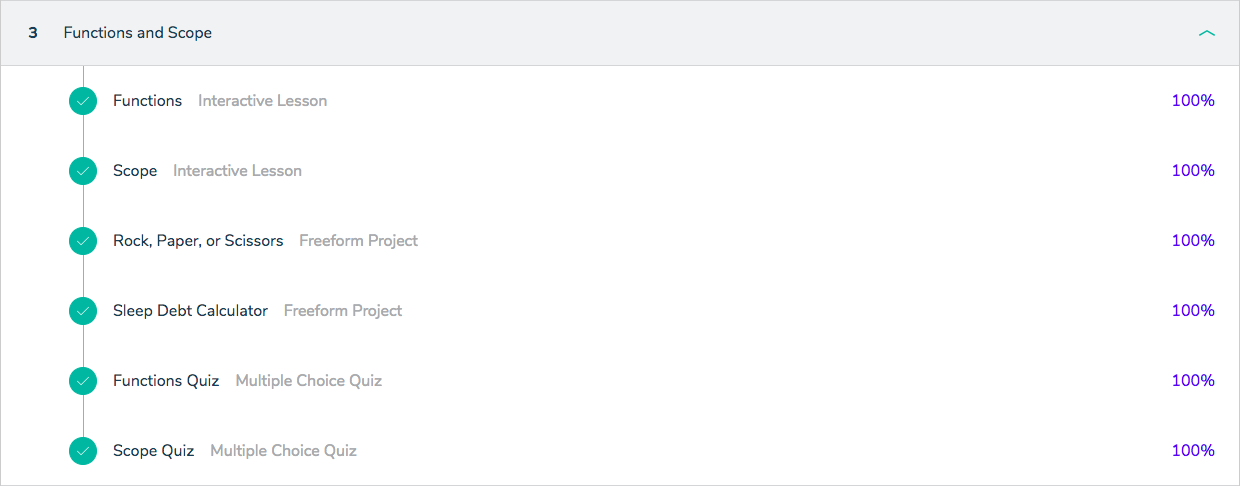 3 Functions and Scope
Functions Interactive Lesson 100%
Scope Interactive Lesson 100%
Rock, Paper, or Scissors Freeform Project 100%
Sleep Debt Calculator Freeform Project 100%
Functions Quiz Multiple Choice Quiz 100%
Scope Quiz Multiple Choice Quiz 100%